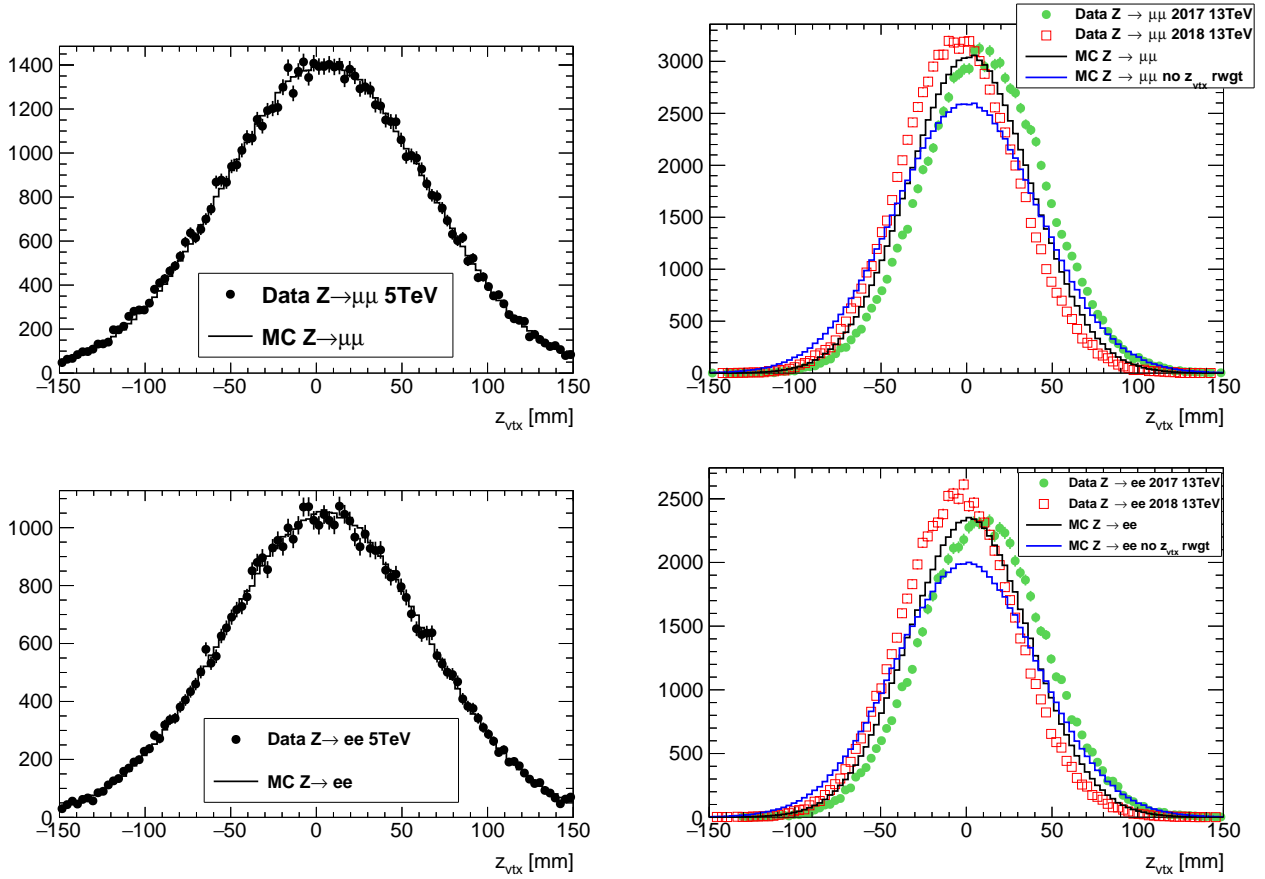 1400
1200
1000
800
600
400
200
0
Data Z→μμ 5TeV
MC Z→μμ
−150 −100 −50 0 50 100 150
z_vtx [mm]
Data Z → μμ 2017 13TeV
Data Z → μμ 2018 13TeV
MC Z → μμ
MC Z → μμ no z_vtx rwgt
3000
2500
2000
1500
1000
500
0
−150 −100 −50 0 50 100 150
z_vtx [mm]
1000
800
600
400
200
0
Data Z→ ee 5TeV
MC Z→ ee
−150 −100 −50 0 50 100 150
z_vtx [mm]
Data Z → ee 2017 13TeV
Data Z → ee 2018 13TeV
MC Z → ee
MC Z → ee no z_vtx rwgt
2500
2000
1500
1000
500
0
−150 −100 −50 0 50 100 150
z_vtx [mm]